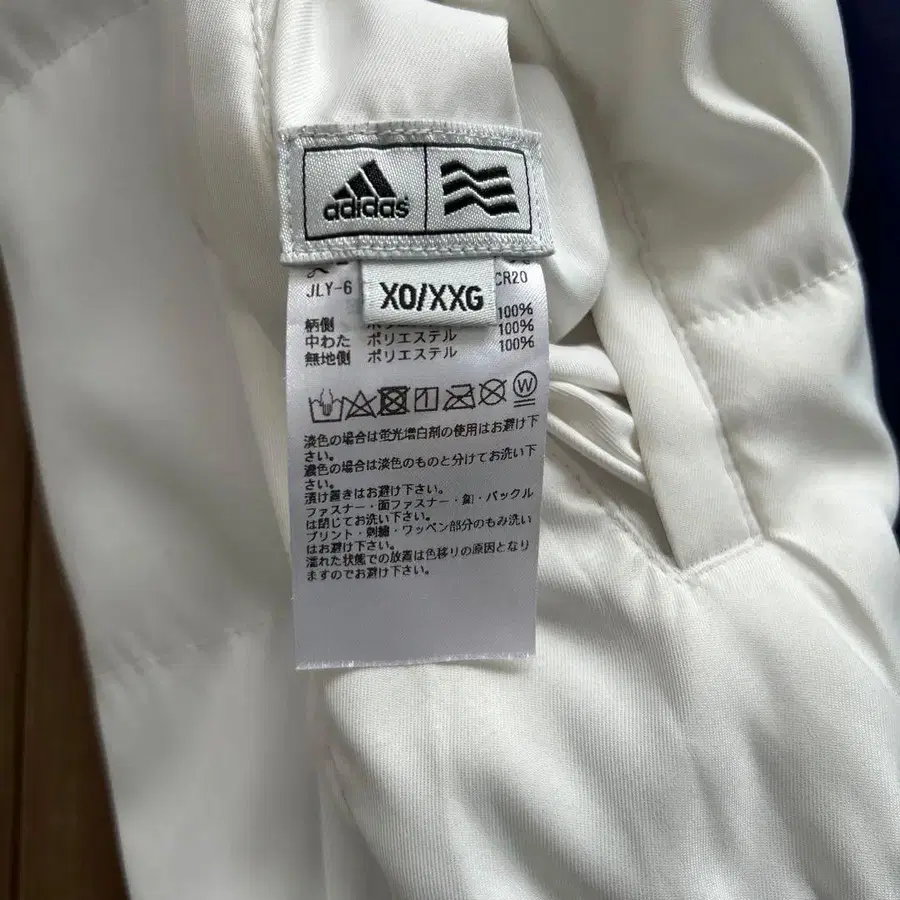 adidas
XO/XXG
JLY-6 CR20
柄側 ポリエステル 100%
中わた ポリエステル 100%
無地側 ポリエステル 100%
W
淡色の場合は蛍光増白剤の使用はお避け下
さい。
濃色の場合は淡色のものと分けてお洗い下
さい。
漬け置きはお避け下さい。
ファスナー・面ファスナー・釦・バックル
は閉じてお洗い下さい。
プリント・刺繍・ワッペン部分のもみ洗い
はお避け下さい。
濡れた状態での放置は色移りの原因となり
ますのでお避け下さい。